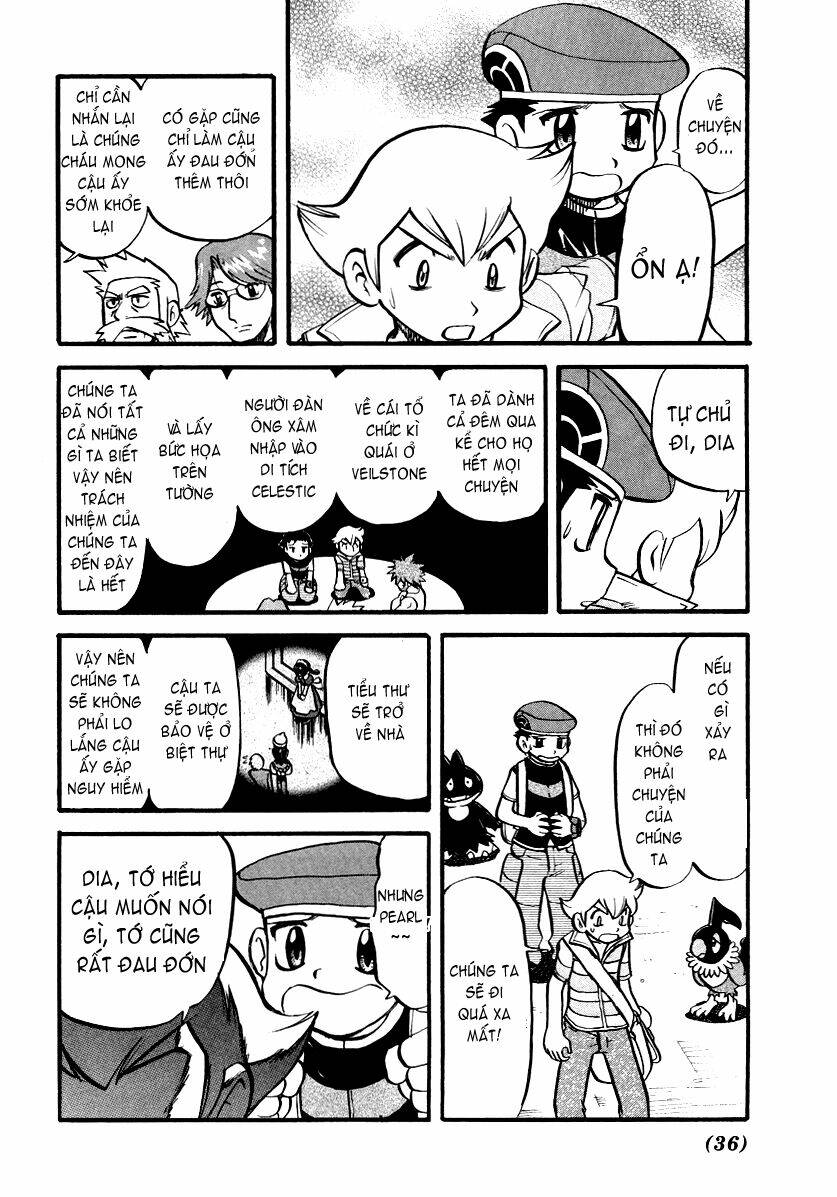 VỀ
CHUYỆN
ĐÓ...
ỔN Ạ!
CÓ GẶP CŨNG
CHỈ LÀM CẬU
ẤY ĐAU ĐỚN
THÊM THÔI
CHỈ CẦN
NHẮN LẠI
LÀ CHÚNG
CHÁU MONG
CẬU ẤY
SỚM KHỎE
LẠI
TỰ CHỦ
ĐI, DIA
TA ĐÃ DÀNH
CẢ ĐÊM QUA
KỂ CHO HỌ
HẾT MỌI
CHUYỆN
VỀ CÁI TỔ
CHỨC KÌ
QUÁI Ở
VEILSTONE
NGƯỜI ĐÀN
ÔNG XÂM
NHẬP VÀO
DI TÍCH
CELESTIC
VÀ LẤY
BỨC HỌA
TRÊN
TƯỜNG
CHÚNG TA
ĐÃ NÓI TẤT
CẢ NHỮNG
GÌ TA BIẾT
VẬY NÊN
TRÁCH
NHIỆM CỦA
CHÚNG TA
ĐẾN ĐÂY
LÀ HẾT
NẾU
CÓ
GÌ
XẢY
RA
THÌ ĐÓ
KHÔNG
PHẢI
CHUYỆN
CỦA
CHÚNG
TA
CHÚNG TA
SẼ ĐI
QUÁ XA
MẤT!
TIỂU THƯ
SẼ TRỞ
VỀ NHÀ
CẬU TA
SẼ ĐƯỢC
BẢO VỆ Ở
BIỆT THỰ
VẬY NÊN
CHÚNG TA
SẼ KHÔNG
PHẢI LO
LẮNG CẬU
ẤY GẶP
NGUY HIỂM
NHƯNG
PEARL
~~
DIA, TỚ HIỂU
CẬU MUỐN NÓI
GÌ, TỚ CŨNG
RẤT ĐAU ĐỚN
(36)